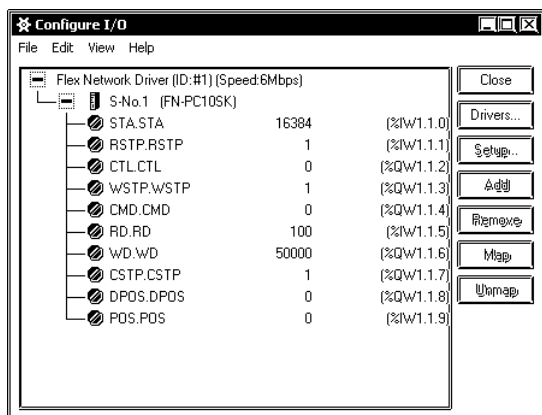 Configure I/O
File Edit View Help
Flex Network Driver (ID:#1) (Speed:6Mbps)
S-No.1 (FN-PC10SK)
STA.STA 16384 (%IW1.1.0)
RSTP.RSTP 1 (%IW1.1.1)
CTL.CTL 0 (%QW1.1.2)
WSTP.WSTP 1 (%QW1.1.3)
CMD.CMD 0 (%QW1.1.4)
RD.RD 100 (%IW1.1.5)
WD.WD 50000 (%QW1.1.6)
CSTP.CSTP 1 (%QW1.1.7)
DPOS.DPOS 0 (%QW1.1.8)
POS.POS 0 (%IW1.1.9)
Close
Drivers...
Setup...
Add
Remove
Map
Unmap